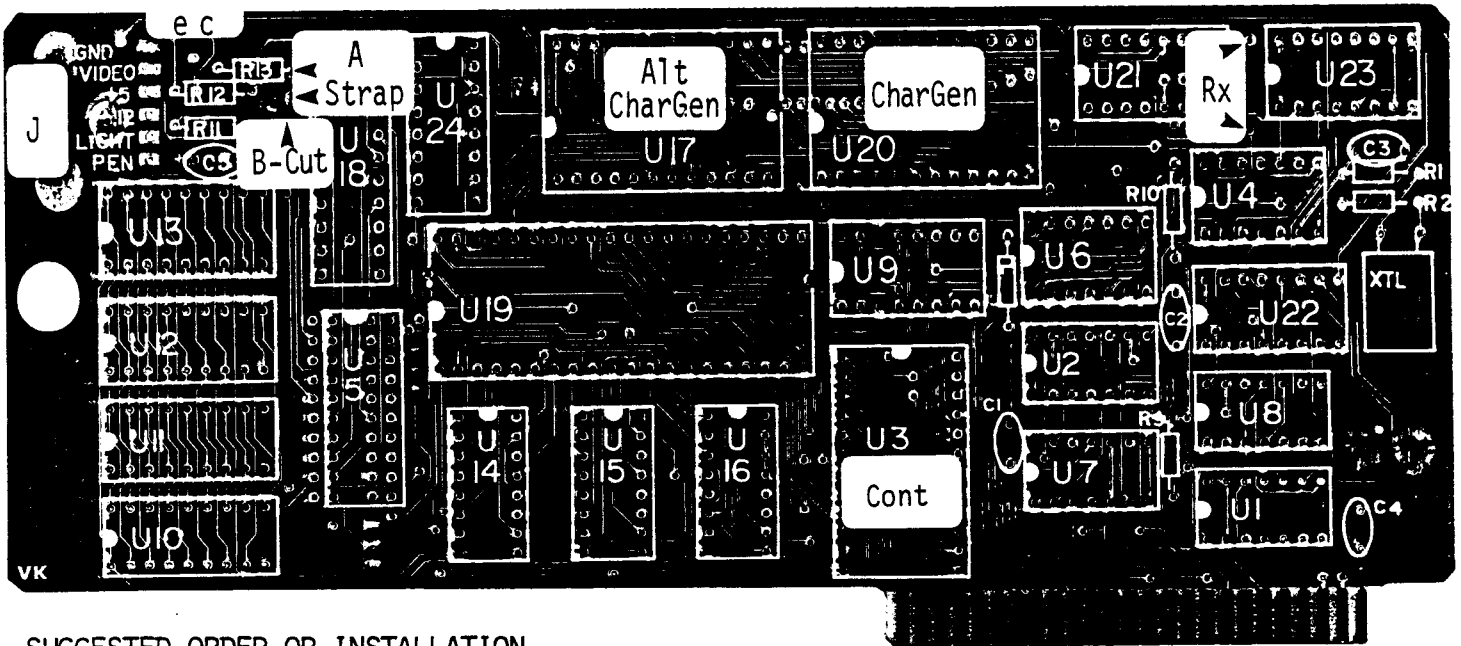 e c
GND
VIDEO
+5
12
LIGHT
PEN
J
R13
R12
R11
C5
A
Strap
B-Cut
U
18
U
24
Alt
CharGen
U17
CharGen
U20
U21
Rx
U23
C3
R1
R2
R10
U4
U13
U12
U11
U10
U
5
U19
U9
U6
C2
U22
XTL
U2
U
14
U
15
U
16
U3
Cont
C1
U7
R9
U8
U1
C4
VK
SUGGESTED ORDER OR INSTALLATION